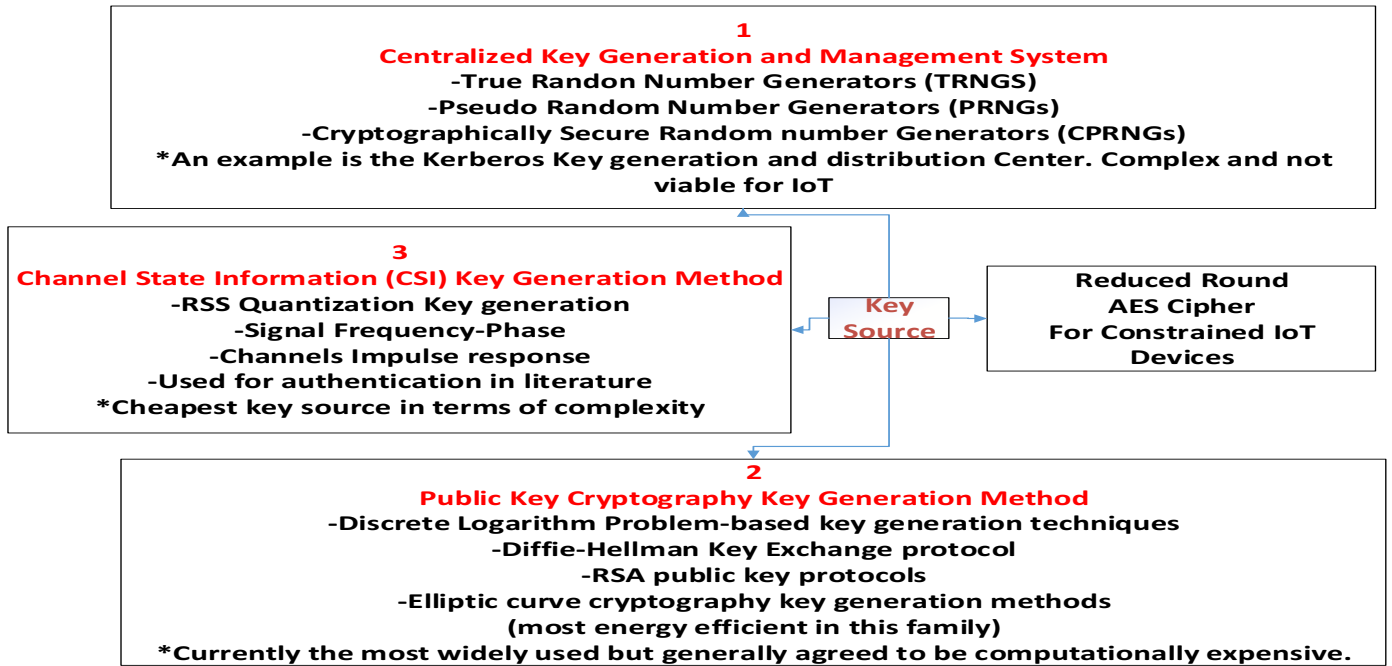 1
Centralized Key Generation and Management System
-True Randon Number Generators (TRNGS)
-Pseudo Random Number Generators (PRNGs)
-Cryptographically Secure Random number Generators (CPRNGs)
*An example is the Kerberos Key generation and distribution Center. Complex and not
viable for IoT
3
Channel State Information (CSI) Key Generation Method
-RSS Quantization Key generation
-Signal Frequency-Phase
-Channels Impulse response
-Used for authentication in literature
*Cheapest key source in terms of complexity
Key
Source
Reduced Round
AES Cipher
For Constrained IoT
Devices
2
Public Key Cryptography Key Generation Method
-Discrete Logarithm Problem-based key generation techniques
-Diffie-Hellman Key Exchange protocol
-RSA public key protocols
-Elliptic curve cryptography key generation methods
(most energy efficient in this family)
*Currently the most widely used but generally agreed to be computationally expensive.